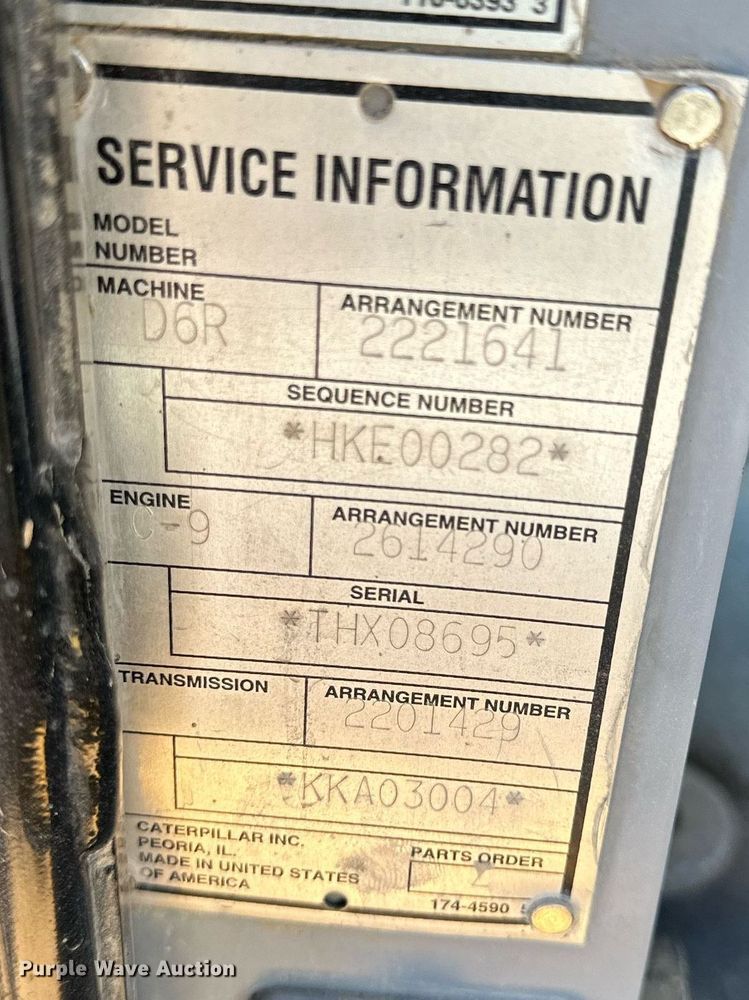 3
SERVICE INFORMATION
MODEL
NUMBER
MACHINE
D6R
ARRANGEMENT NUMBER
2221641
SEQUENCE NUMBER
*HKE00282*
ENGINE
C-9
ARRANGEMENT NUMBER
2614290
SERIAL
*THX08695*
TRANSMISSION
ARRANGEMENT NUMBER
2201429
*KKA03004*
CATERPILLAR INC.
PEORIA, IL.
MADE IN UNITED STATES
OF AMERICA
PARTS ORDER
2
174-4590
Purple Wave Auction